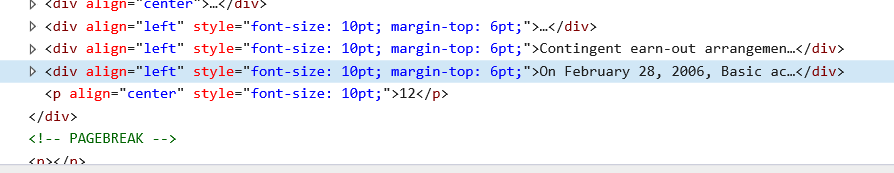 ▷ <div align="center">…</div>
▷ <div align="left" style="font-size: 10pt; margin-top: 6pt;">…</div>
▷ <div align="left" style="font-size: 10pt; margin-top: 6pt;">Contingent earn-out arrangemen…</div>
▷ <div align="left" style="font-size: 10pt; margin-top: 6pt;">On February 28, 2006, Basic ac…</div>
<p align="center" style="font-size: 10pt;">12</p>
</div>
<!-- PAGEBREAK -->
<p></p>